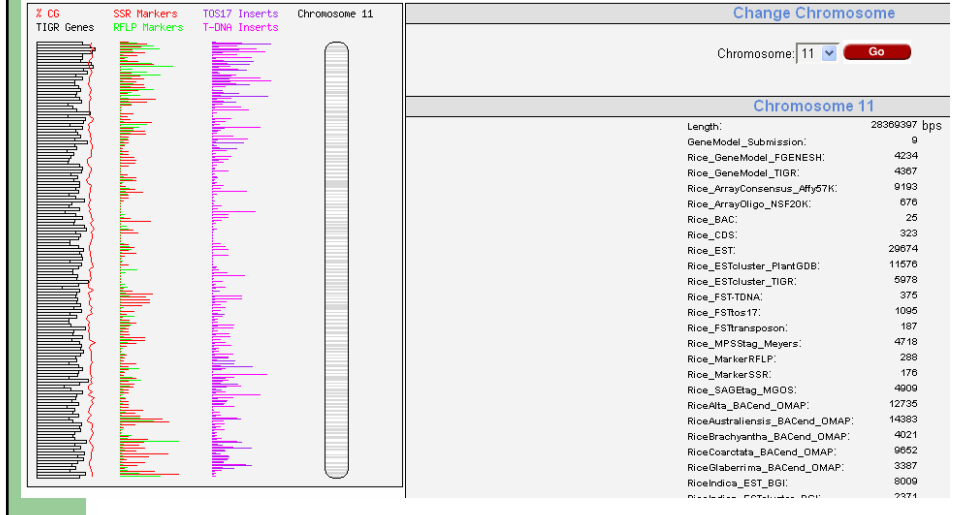 % CG SSR Markers TOS17 Inserts Chromosome 11
TIGR Genes RFLP Markers T-DNA Inserts
Change Chromosome
Chromosome: 11 Go
Chromosome 11
Length: 28369397 bps
GeneModel_Submission: 9
Rice_GeneModel_FGENESH: 4234
Rice_GeneModel_TIGR: 4367
Rice_ArrayConsensus_Affy57K: 9193
Rice_ArrayOligo_NSF20K: 676
Rice_BAC: 25
Rice_CDS: 323
Rice_EST: 29674
Rice_ESTcluster_PlantGDB: 11576
Rice_ESTcluster_TIGR: 5978
Rice_FST-TDNA: 375
Rice_FSTtos17: 1095
Rice_FSTtransposon: 187
Rice_MPSStag_Meyers: 4718
Rice_MarkerRFLP: 288
Rice_MarkerSSR: 176
Rice_SAGEtag_MGOS: 4909
RiceAlta_BACend_OMAP: 12735
RiceAustraliensis_BACend_OMAP: 14383
RiceBrachyantha_BACend_OMAP: 4021
RiceCoarctata_BACend_OMAP: 9652
RiceGlaberrima_BACend_OMAP: 3387
RiceIndica_EST_BGI: 8009
RiceIndica_ESTcluster_BGI: 2371